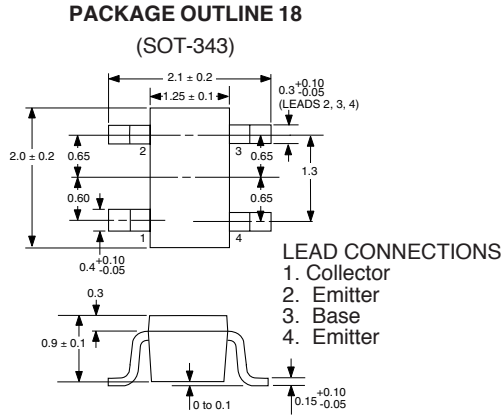 PACKAGE OUTLINE 18
(SOT-343)
2.1 ± 0.2
1.25 ± 0.1
0.3 +0.10 -0.05
(LEADS 2, 3, 4)
2
3
2.0 ± 0.2
0.65
0.65
1.3
0.60
0.65
1
4
0.4 +0.10 -0.05
LEAD CONNECTIONS
1. Collector
2. Emitter
3. Base
4. Emitter
0.3
0.9 ± 0.1
0 to 0.1
0.15 +0.10 -0.05